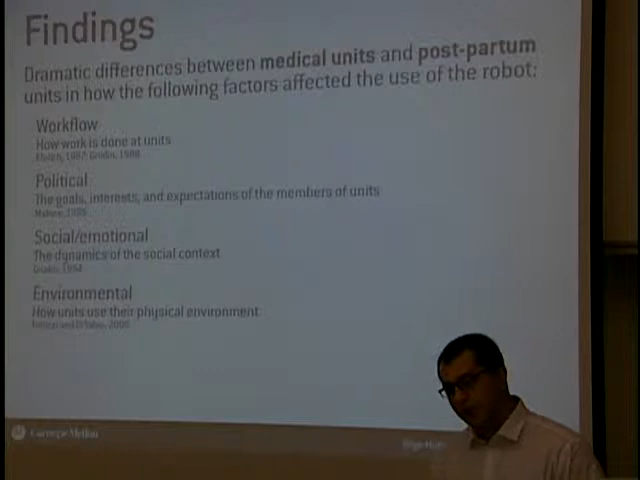 Findings
Dramatic differences between medical units and post-partum
units in how the following factors affected the use of the robot:
Workflow
How work is done at units
Political
The goals, interests, and expectations of the members of units
Social/emotional
The dynamics of the social context
Environmental
How units use their physical environment
Carnegie Mellon